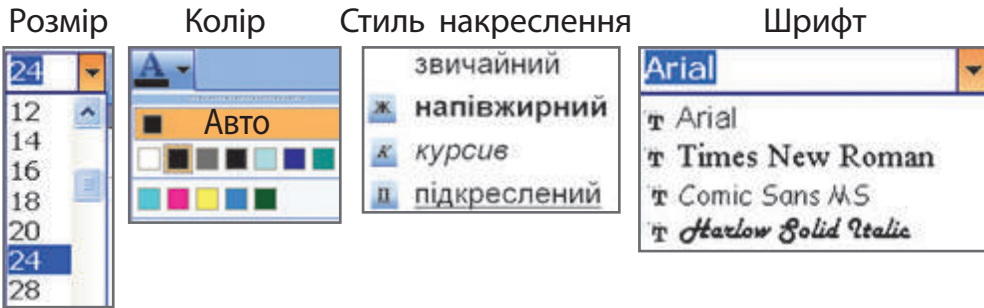 Розмір
24
12
14
16
18
20
24
28
Колір
А
Авто
Стиль накреслення
звичайний
Ж напівжирний
К курсив
П підкреслений
Шрифт
Arial
Arial
Times New Roman
Comic Sans MS
Harlow Solid Italic